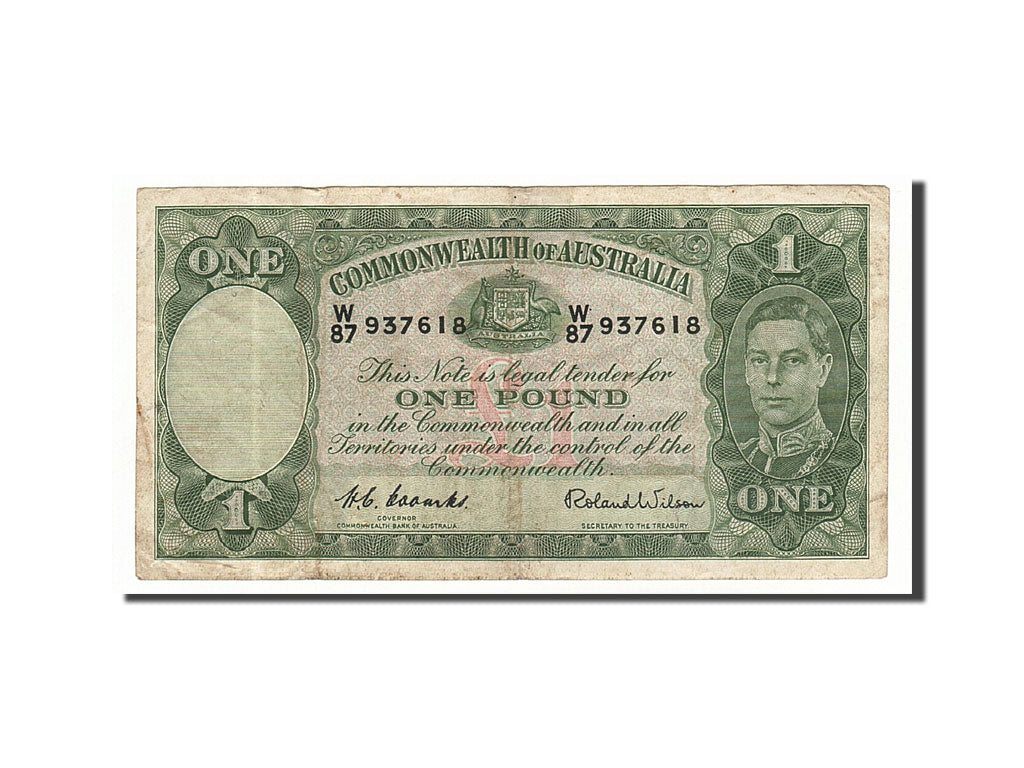 ONE
1
COMMONWEALTH OF AUSTRALIA
W
87 937618
W
87 937618
AUSTRALIA
This Note is legal tender for
ONE POUND
in the Commonwealth and in all
Territories under the control of the
Commonwealth.
£1
H.C. Coombs.
GOVERNOR
COMMONWEALTH BANK OF AUSTRALIA.
Roland Wilson
SECRETARY TO THE TREASURY.
1
ONE